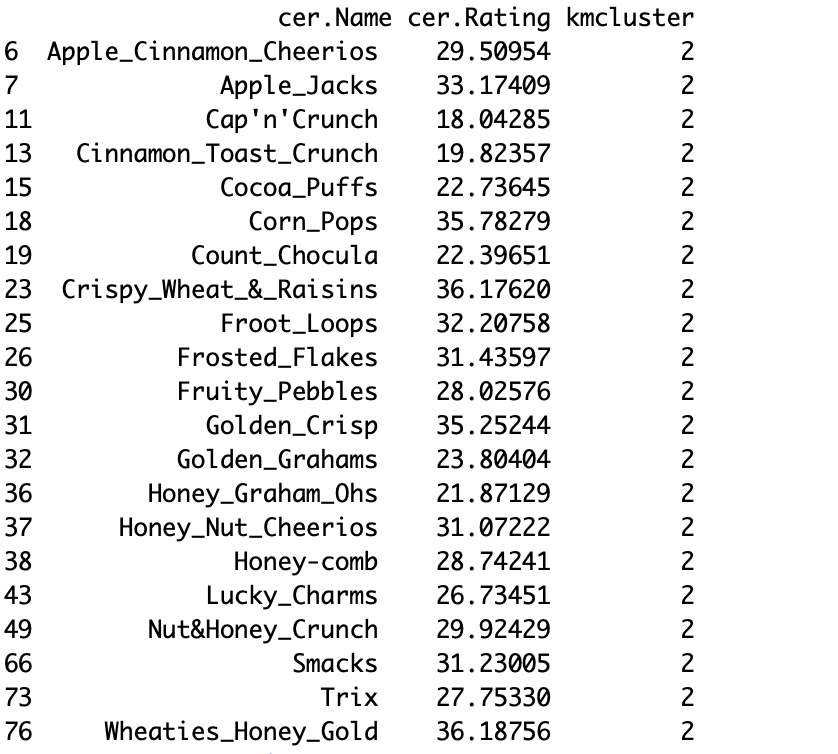 cer.Name cer.Rating kmcluster
6 Apple_Cinnamon_Cheerios 29.50954 2
7 Apple_Jacks 33.17409 2
11 Cap'n'Crunch 18.04285 2
13 Cinnamon_Toast_Crunch 19.82357 2
15 Cocoa_Puffs 22.73645 2
18 Corn_Pops 35.78279 2
19 Count_Chocula 22.39651 2
23 Crispy_Wheat_&_Raisins 36.17620 2
25 Froot_Loops 32.20758 2
26 Frosted_Flakes 31.43597 2
30 Fruity_Pebbles 28.02576 2
31 Golden_Crisp 35.25244 2
32 Golden_Grahams 23.80404 2
36 Honey_Graham_Ohs 21.87129 2
37 Honey_Nut_Cheerios 31.07222 2
38 Honey-comb 28.74241 2
43 Lucky_Charms 26.73451 2
49 Nut&Honey_Crunch 29.92429 2
66 Smacks 31.23005 2
73 Trix 27.75330 2
76 Wheaties_Honey_Gold 36.18756 2